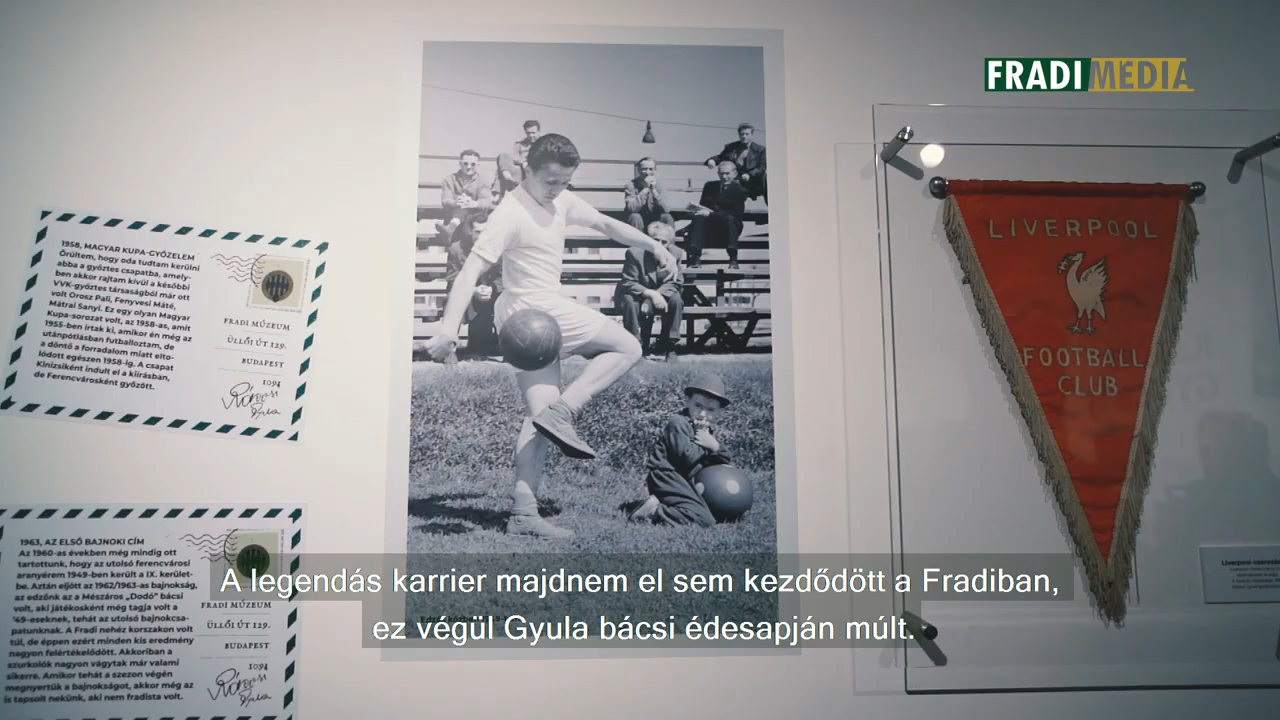 FRADIMÉDIA
1958, MAGYAR KUPA-GYŐZELEM
Örültem, hogy oda tudtam kerülni
abba a győztes csapatba, amely-
ben akkor rajtam kívül a későbbi
VVK-győztes társaságból már ott
volt Orosz Pali, Fenyvesi Máté,
Mátrai Sanyi. Ez egy olyan Magyar
Kupa-sorozat volt, az 1958-as, amit
1955-ben írtak ki, amikor én még az
utánpótlásban futballoztam, de
a döntő a forradalom miatt elto-
lódott egészen 1958-ig. A csapat
Kinizsiként indult el a kiírásban,
de Ferencvárosként győzött.
FRADI MÚZEUM
ÜLLŐI ÚT 129.
BUDAPEST
1094
Rákosi
Gyula
LIVERPOOL
FOOTBALL
CLUB
1963, AZ ELSŐ BAJNOKI CÍM
Az 1960-as években még mindig ott
tartottunk, hogy az utolsó ferencvárosi
aranyérem 1949-ben került a IX. kerület-
be. Aztán eljött az 1962/1963-as bajnokság,
az edzőnk az a Mészáros „Dodó” bácsi
volt, aki játékosként még tagja volt a
’49-eseknek, tehát az utolsó bajnokcsa-
patunknak. A Fradi nehéz korszakon volt
túl, de éppen ezért minden kis eredmény
nagyon felértékelődött. Akkoriban a
szurkolók nagyon vágytak már valami
sikerre. Amikor tehát a szezon végén
megnyertük a bajnokságot, akkor még az
is tapsolt nekünk, aki nem fradista volt.
FRADI MÚZEUM
ÜLLŐI ÚT 129.
BUDAPEST
1094
Rákosi
Gyula
A legendás karrier majdnem el sem kezdődött a Fradiban,
ez végül Gyula bácsi édesapján múlt.